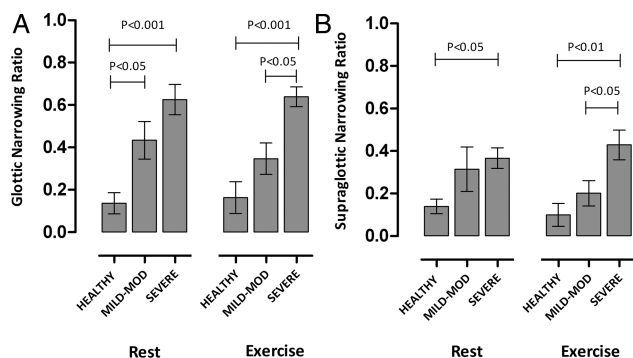 A
Glottic Narrowing Ratio
1.0
0.8
0.6
0.4
0.2
0.0
P<0.001
P<0.05
P<0.001
P<0.05
HEALTHY
MILD-MOD
SEVERE
HEALTHY
MILD-MOD
SEVERE
Rest
Exercise
B
Supraglottic Narrowing Ratio
1.0
0.8
0.6
0.4
0.2
0.0
P<0.05
P<0.01
P<0.05
HEALTHY
MILD-MOD
SEVERE
HEALTHY
MILD-MOD
SEVERE
Rest
Exercise